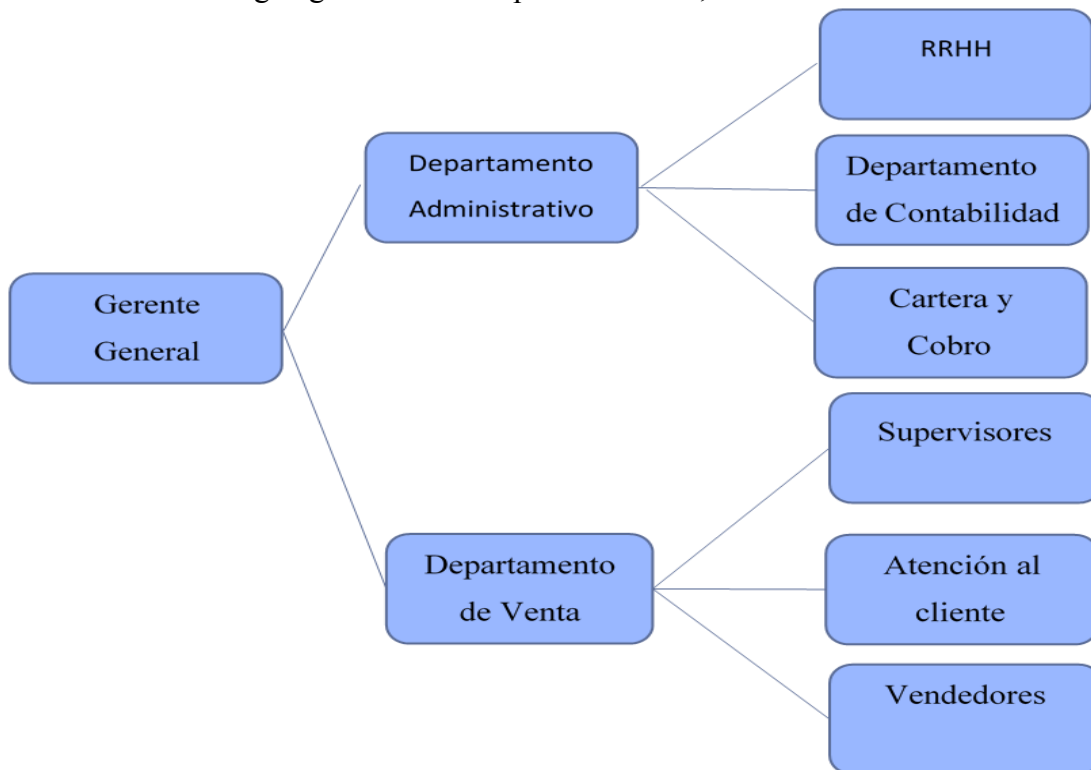 RRHH
Departamento
Administrativo
Departamento
de Contabilidad
Gerente
General
Cartera y
Cobro
Supervisores
Departamento
de Venta
Atención al
cliente
Vendedores